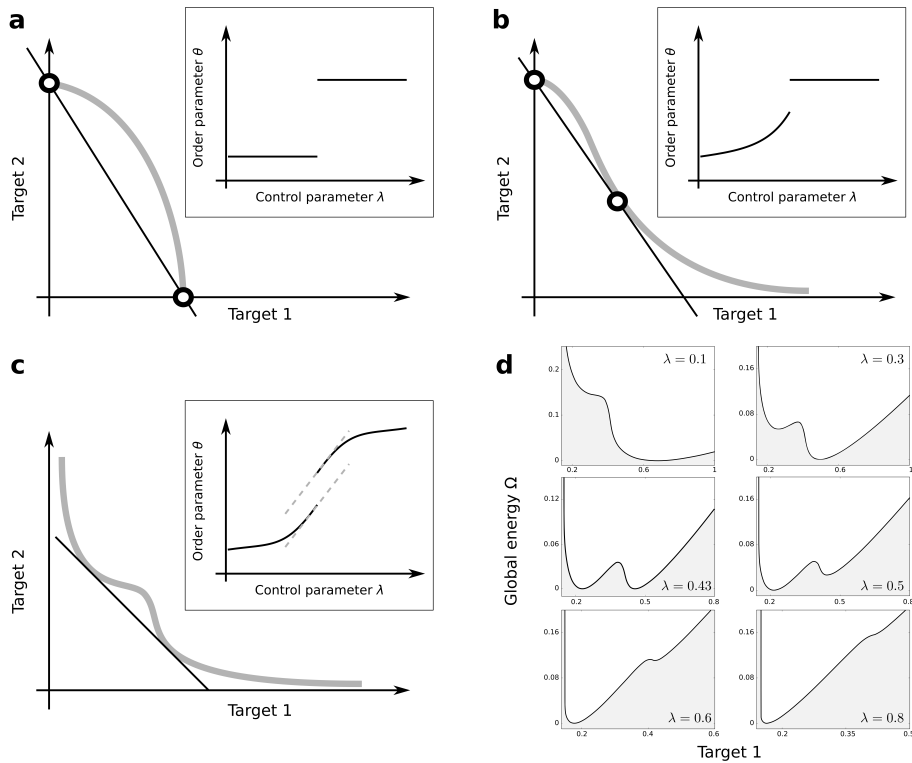 a
Order parameter θ
Control parameter λ
Target 2
Target 1
b
Order parameter θ
Control parameter λ
Target 2
Target 1
c
Order parameter θ
Control parameter λ
Target 2
Target 1
d
Global energy Ω
λ = 0.1
0.2
0.1
0
0.2
0.6
1
λ = 0.3
0.16
0.08
0
0.2
0.6
1
λ = 0.43
0.12
0.06
0
0.2
0.5
0.8
λ = 0.5
0.16
0.08
0
0.2
0.5
0.8
λ = 0.6
0.16
0.08
0
0.2
0.4
0.6
λ = 0.8
0.16
0.08
0
0.2
0.35
0.5
Target 1